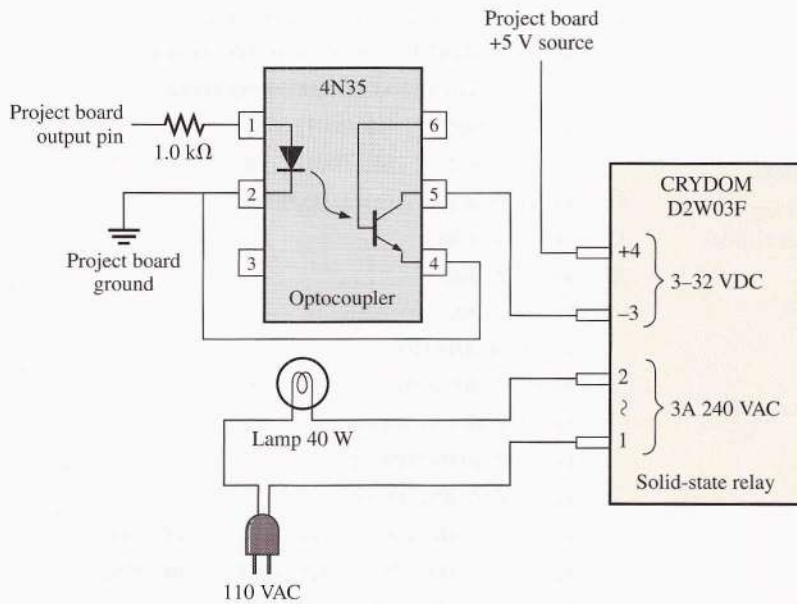 Project board
+5 V source
4N35
Project board
output pin
1.0 kΩ
1
6
2
5
3
4
Project board
ground
Optocoupler
CRYDOM
D2W03F
+4
3–32 VDC
–3
2
~
3A 240 VAC
1
Solid-state relay
Lamp 40 W
110 VAC